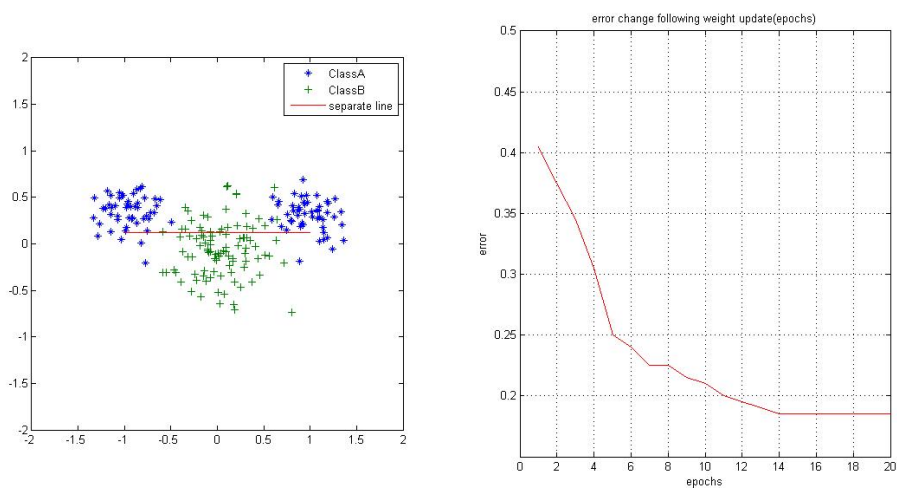 error change following weight update(epochs)
ClassA
ClassB
separate line
2
1.5
1
0.5
0
-0.5
-1
-1.5
-2
-2 -1.5 -1 -0.5 0 0.5 1 1.5 2
0.5
0.45
0.4
0.35
0.3
0.25
0.2
error
0 2 4 6 8 10 12 14 16 18 20
epochs